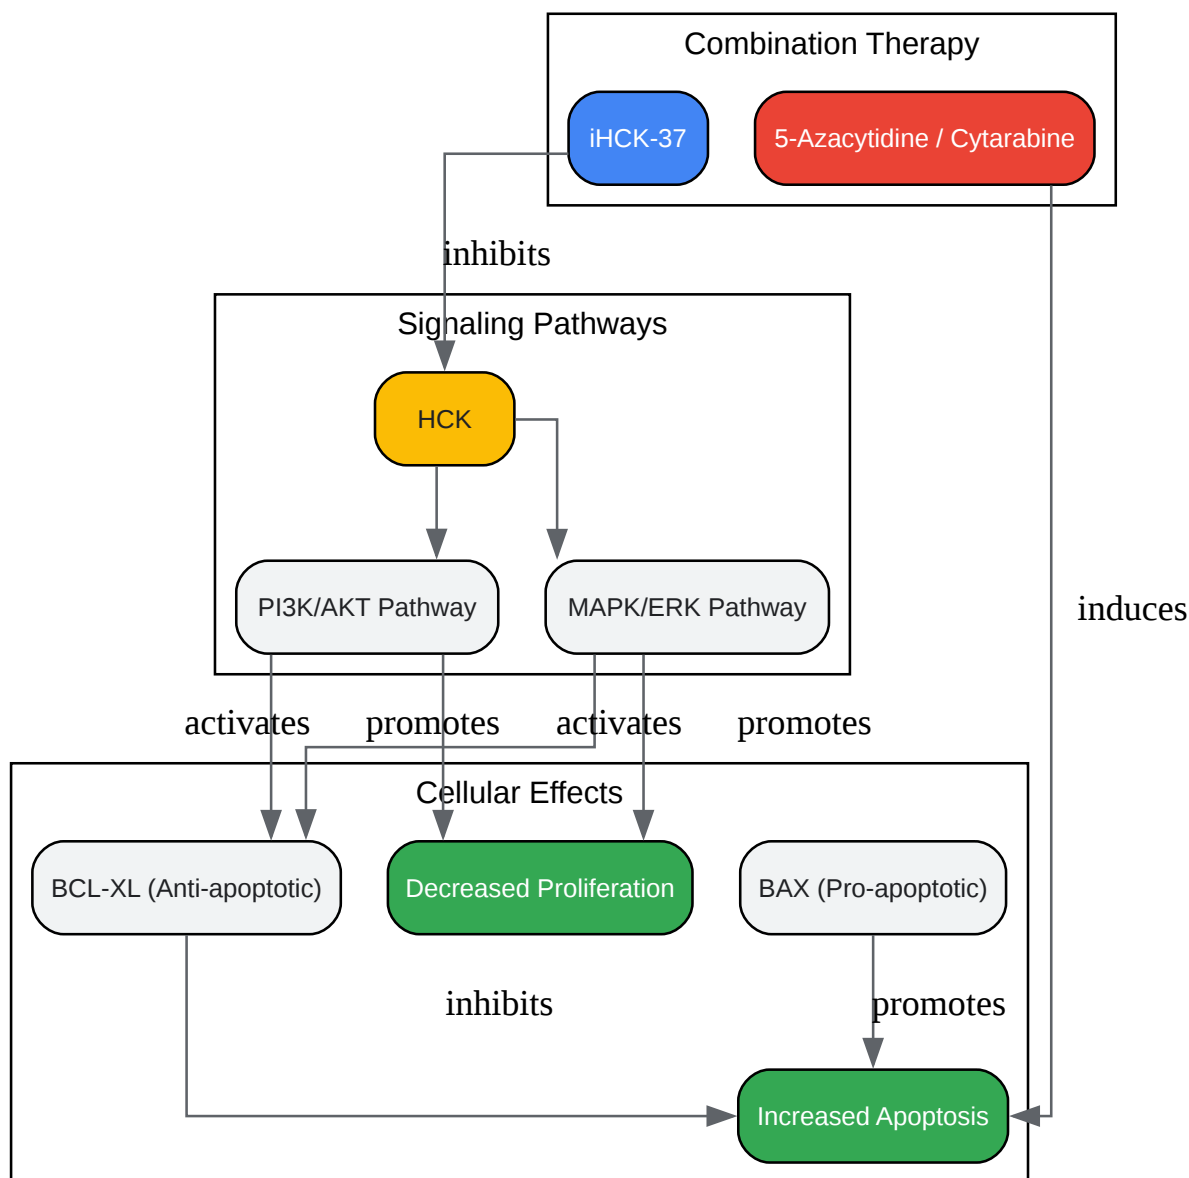 Combination Therapy
iHCK-37
5-Azacytidine / Cytarabine
inhibits
Signaling Pathways
HCK
PI3K/AKT Pathway
MAPK/ERK Pathway
induces
activates
promotes
activates
promotes
Cellular Effects
BCL-XL (Anti-apoptotic)
Decreased Proliferation
BAX (Pro-apoptotic)
inhibits
promotes
Increased Apoptosis